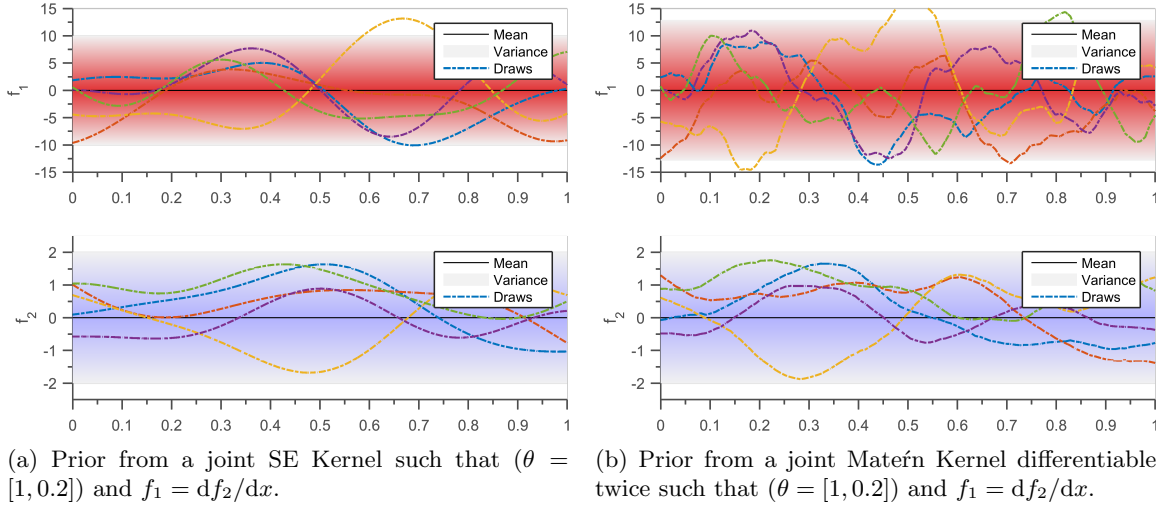 15
10
5
0
-5
-10
-15
f1
Mean
Variance
Draws
0 0.1 0.2 0.3 0.4 0.5 0.6 0.7 0.8 0.9 1
15
10
5
0
-5
-10
-15
f1
Mean
Variance
Draws
0 0.1 0.2 0.3 0.4 0.5 0.6 0.7 0.8 0.9 1
2
1
0
-1
-2
f2
Mean
Variance
Draws
0 0.1 0.2 0.3 0.4 0.5 0.6 0.7 0.8 0.9 1
2
1
0
-1
-2
f2
Mean
Variance
Draws
0 0.1 0.2 0.3 0.4 0.5 0.6 0.7 0.8 0.9 1
(a) Prior from a joint SE Kernel such that (θ =
[1, 0.2]) and f1 = df2/dx.
(b) Prior from a joint Mateŕn Kernel differentiable
twice such that (θ = [1, 0.2]) and f1 = df2/dx.